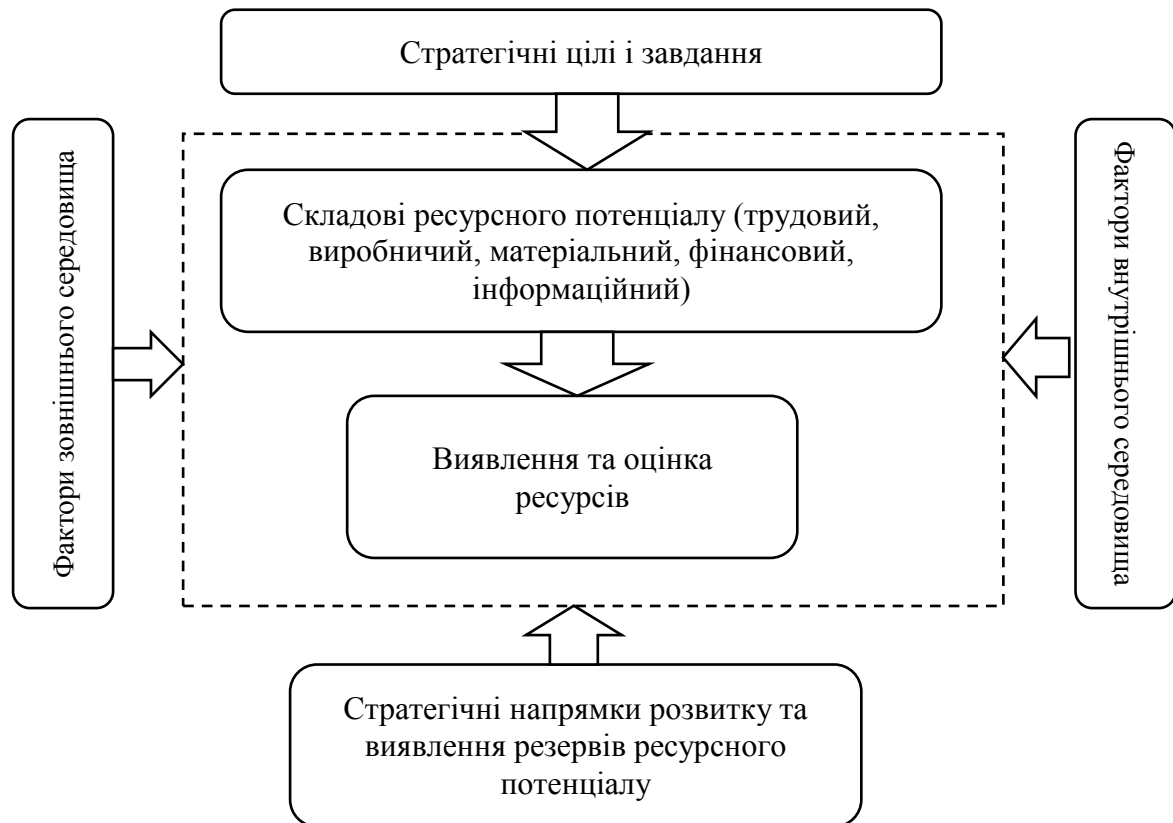 Стратегічні цілі і завдання
Фактори зовнішнього середовища
Складові ресурсного потенціалу (трудовий,
виробничий, матеріальний, фінансовий,
інформаційний)
Фактори внутрішнього середовища
Виявлення та оцінка
ресурсів
Стратегічні напрямки розвитку та
виявлення резервів ресурсного
потенціалу